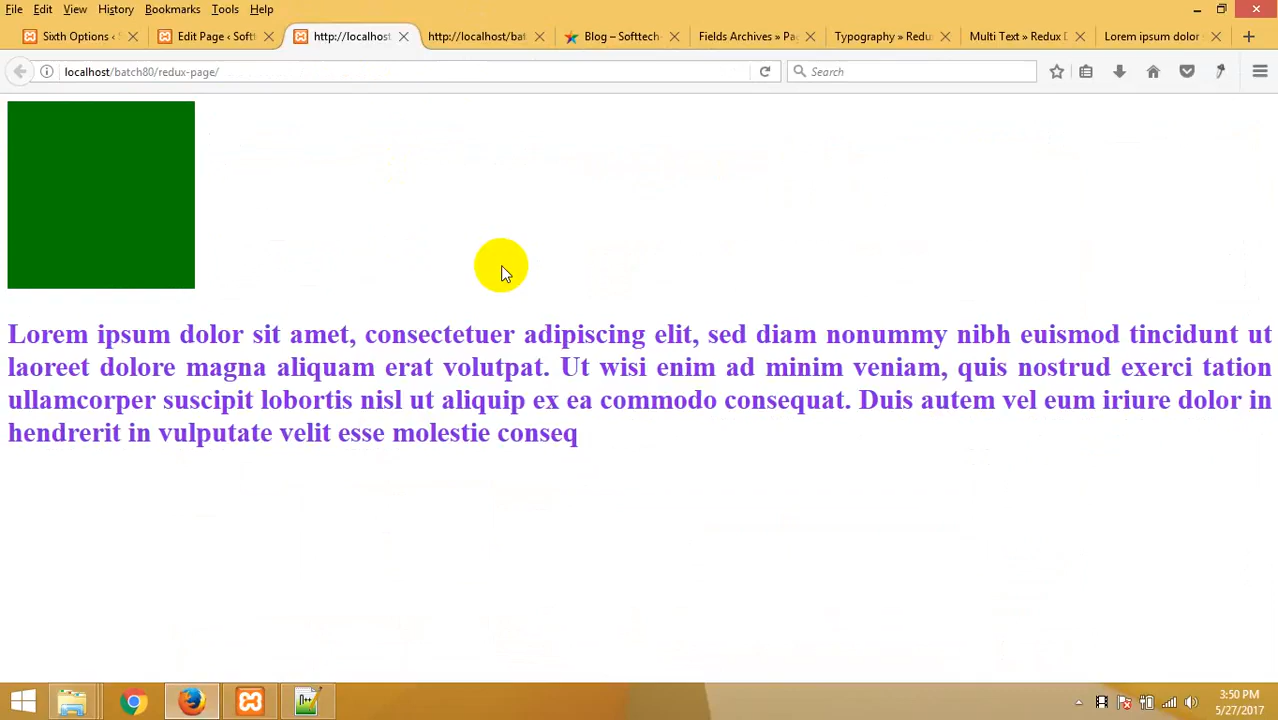 File Edit View History Bookmarks Tools Help
Sixth Options ‹ S Edit Page ‹ Soft http://localhost http://localhost/bat Blog – Softtech- Fields Archives » Pa Typography » Redux Multi Text » Redux D Lorem ipsum dolor
localhost/batch80/redux-page/ Search
Lorem ipsum dolor sit amet, consectetuer adipiscing elit, sed diam nonummy nibh euismod tincidunt ut
laoreet dolore magna aliquam erat volutpat. Ut wisi enim ad minim veniam, quis nostrud exerci tation
ullamcorper suscipit lobortis nisl ut aliquip ex ea commodo consequat. Duis autem vel eum iriure dolor in
hendrerit in vulputate velit esse molestie conseq
3:50 PM
5/27/2017